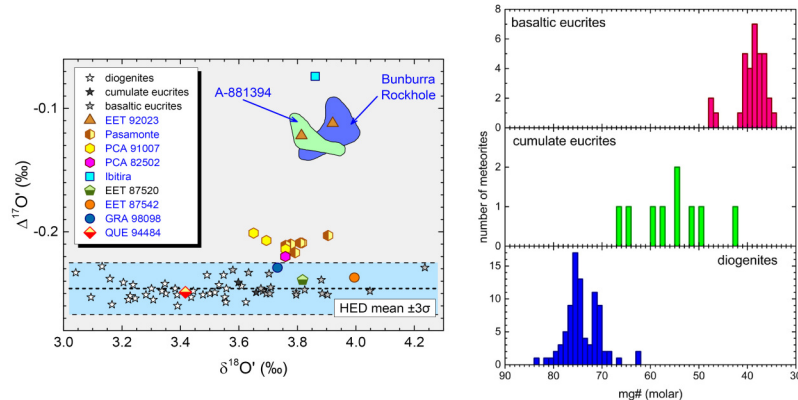 A-881394
Bunburra
Rockhole
diogenites
cumulate eucrites
basaltic eucrites
EET 92023
Pasamonte
PCA 91007
PCA 82502
Ibitira
EET 87520
EET 87542
GRA 98098
QUE 94484
HED mean ±3σ
-0.1
-0.2
-0.3
Δ¹⁷O' (‰)
3.0 3.2 3.4 3.6 3.8 4.0 4.2
δ¹⁸O' (‰)
basaltic eucrites
8
6
4
2
0
cumulate eucrites
3
2
1
0
diogenites
15
10
5
0
number of meteorites
90 80 70 60 50 40 30
mg# (molar)